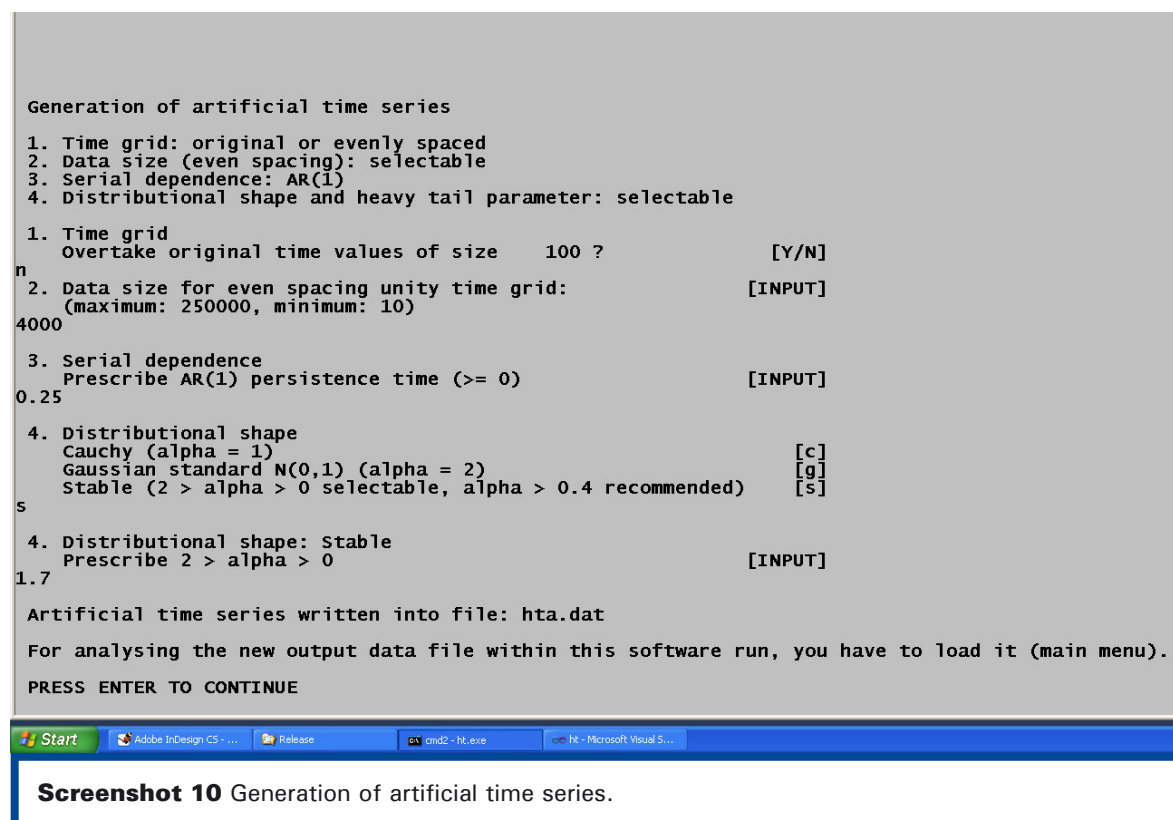 Generation of artificial time series
1. Time grid: original or evenly spaced
2. Data size (even spacing): selectable
3. Serial dependence: AR(1)
4. Distributional shape and heavy tail parameter: selectable
1. Time grid
Overtake original time values of size 100 ? [Y/N]
n
2. Data size for even spacing unity time grid: [INPUT]
(maximum: 250000, minimum: 10)
4000
3. Serial dependence
Prescribe AR(1) persistence time (>= 0) [INPUT]
0.25
4. Distributional shape
Cauchy (alpha = 1) [c]
Gaussian standard N(0,1) (alpha = 2) [g]
Stable (2 > alpha > 0 selectable, alpha > 0.4 recommended) [s]
s
4. Distributional shape: Stable
Prescribe 2 > alpha > 0 [INPUT]
1.7
Artificial time series written into file: hta.dat
For analysing the new output data file within this software run, you have to load it (main menu).
PRESS ENTER TO CONTINUE
Start Adobe InDesign CS - ... Release cmd2 - ht.exe ht - Microsoft Visual S...
Screenshot 10 Generation of artificial time series.